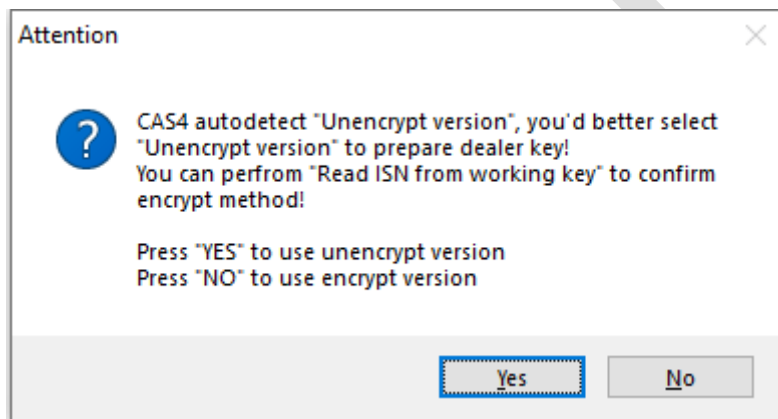 Attention
?
CAS4 autodetect "Unencrypt version", you'd better select
"Unencrypt version" to prepare dealer key!
You can perfrom "Read ISN from working key" to confirm
encrypt method!
Press "YES" to use unencrypt version
Press "NO" to use encrypt version
Yes
No